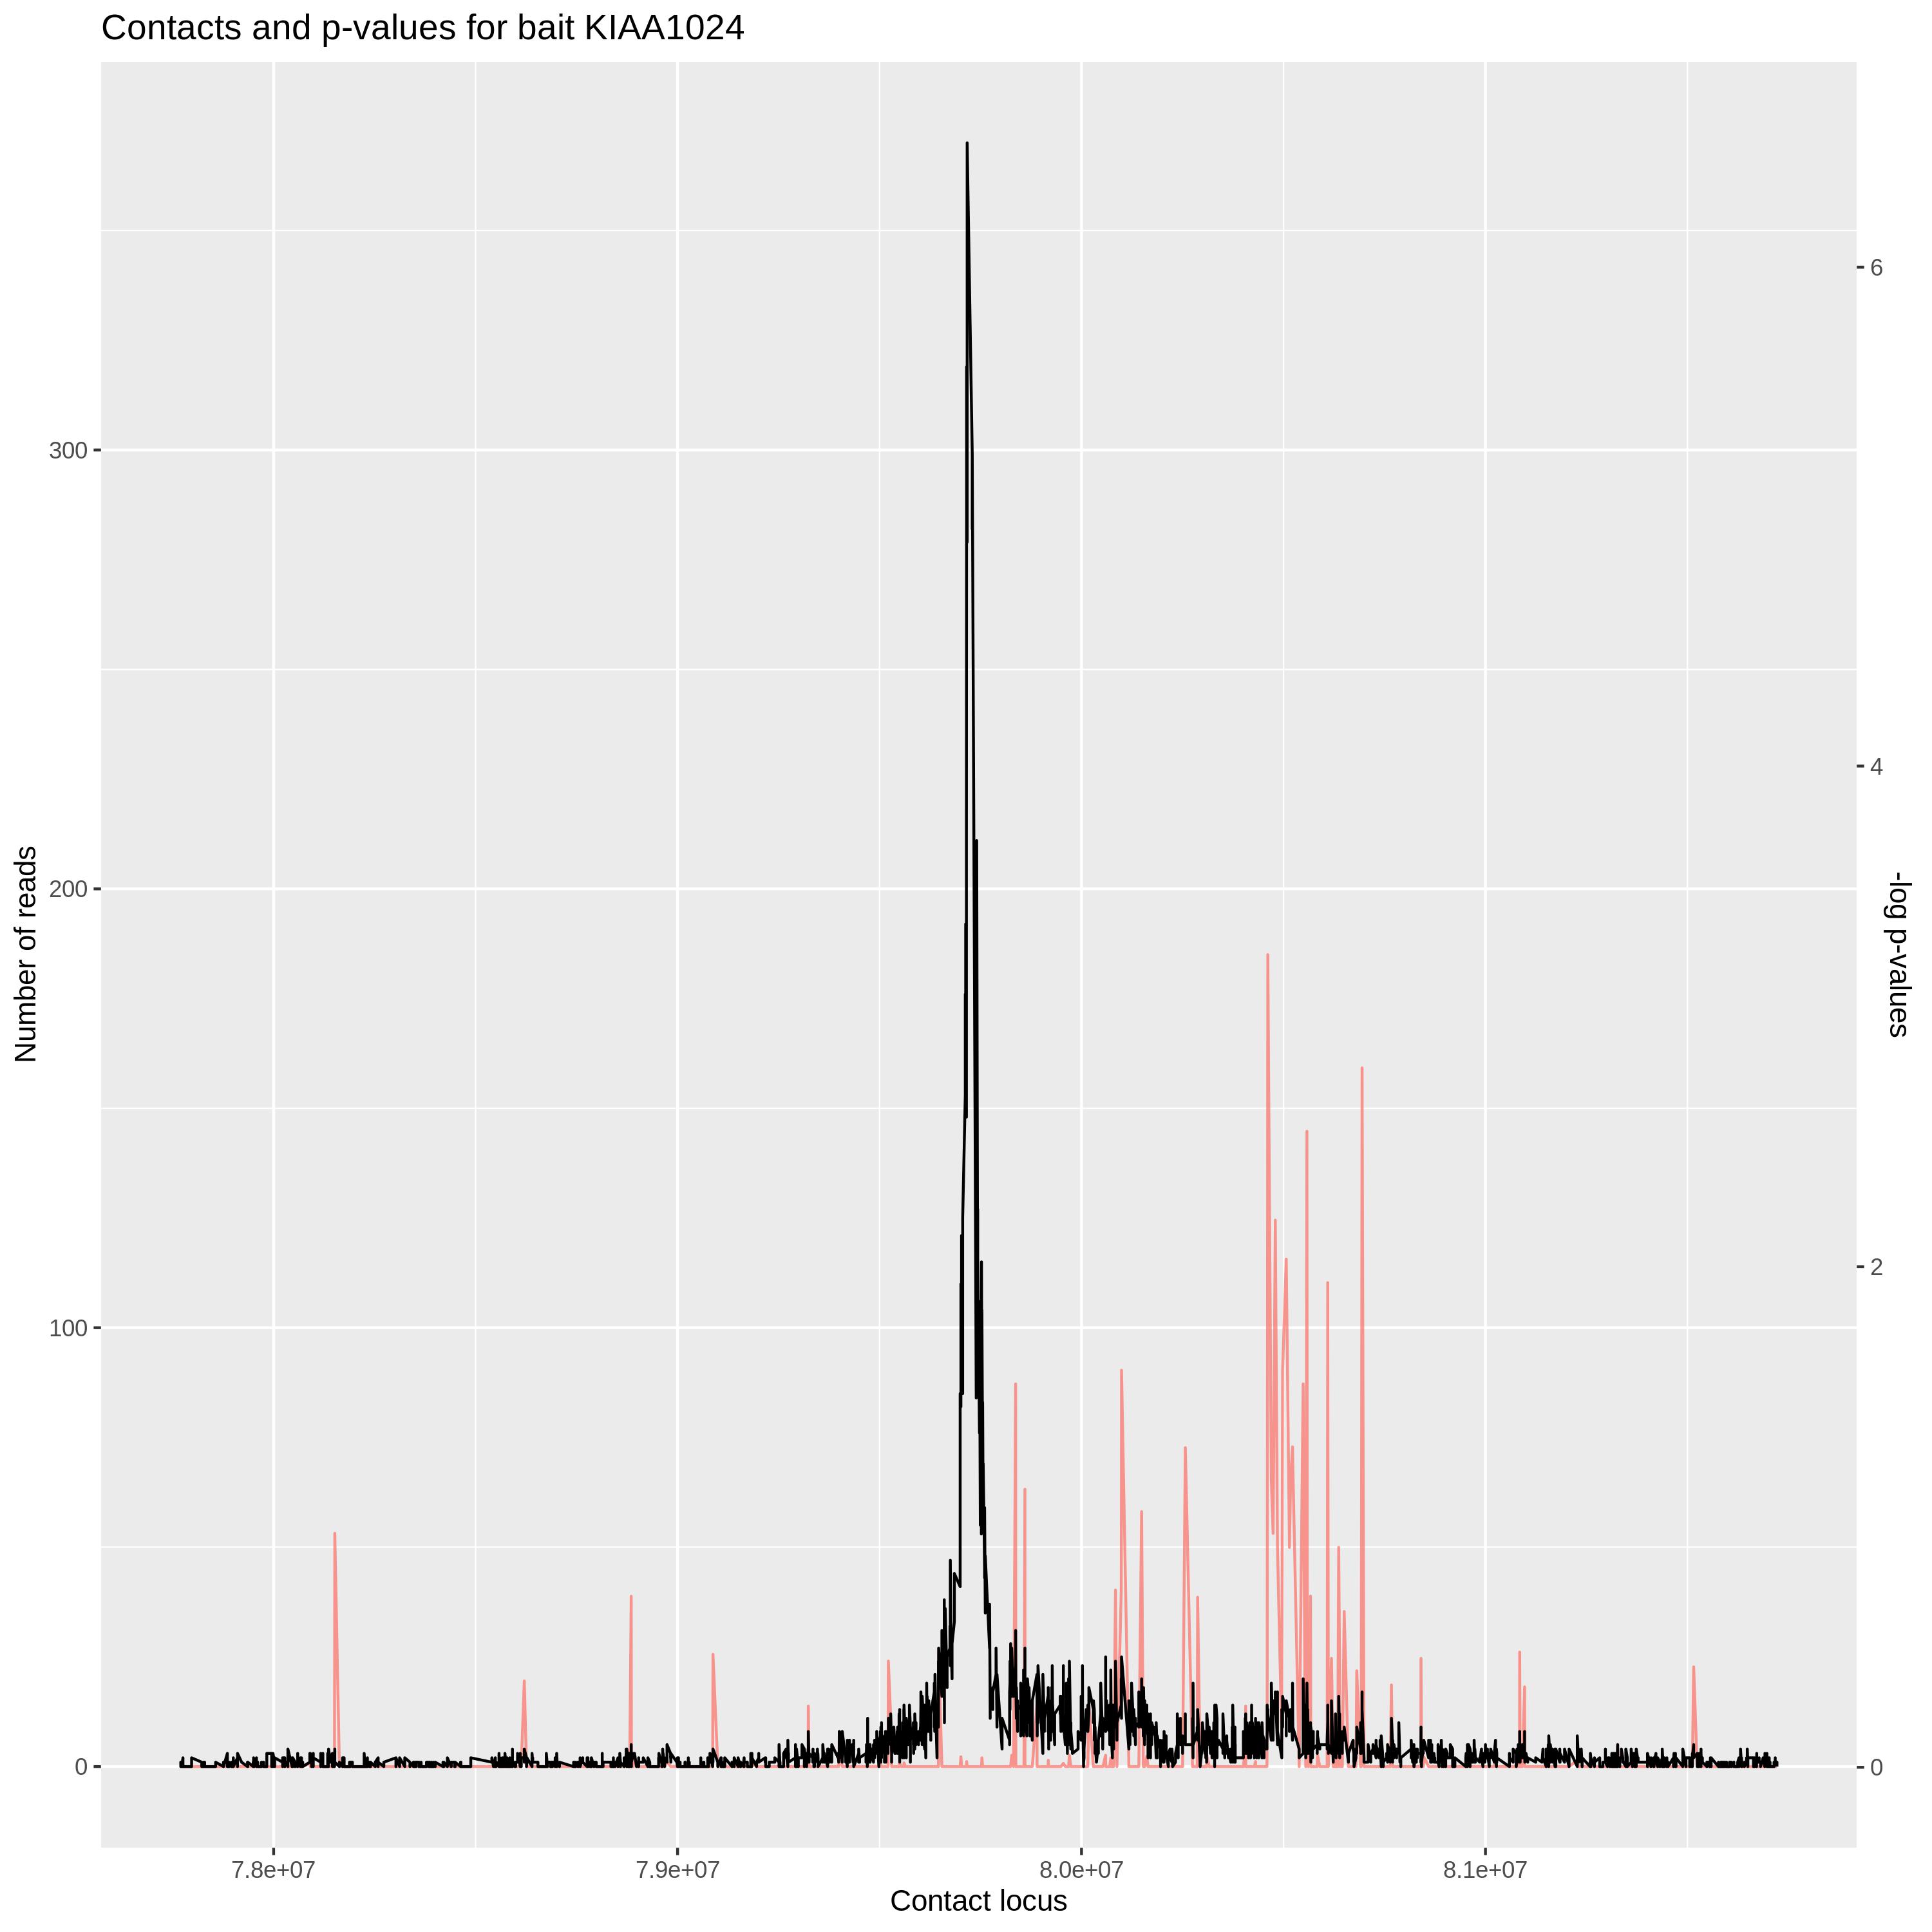 Contacts and p-values for bait KIAA1024
Number of reads
300
200
100
0
6
4
2
0
-log p-values
7.8e+07 7.9e+07 8.0e+07 8.1e+07
Contact locus